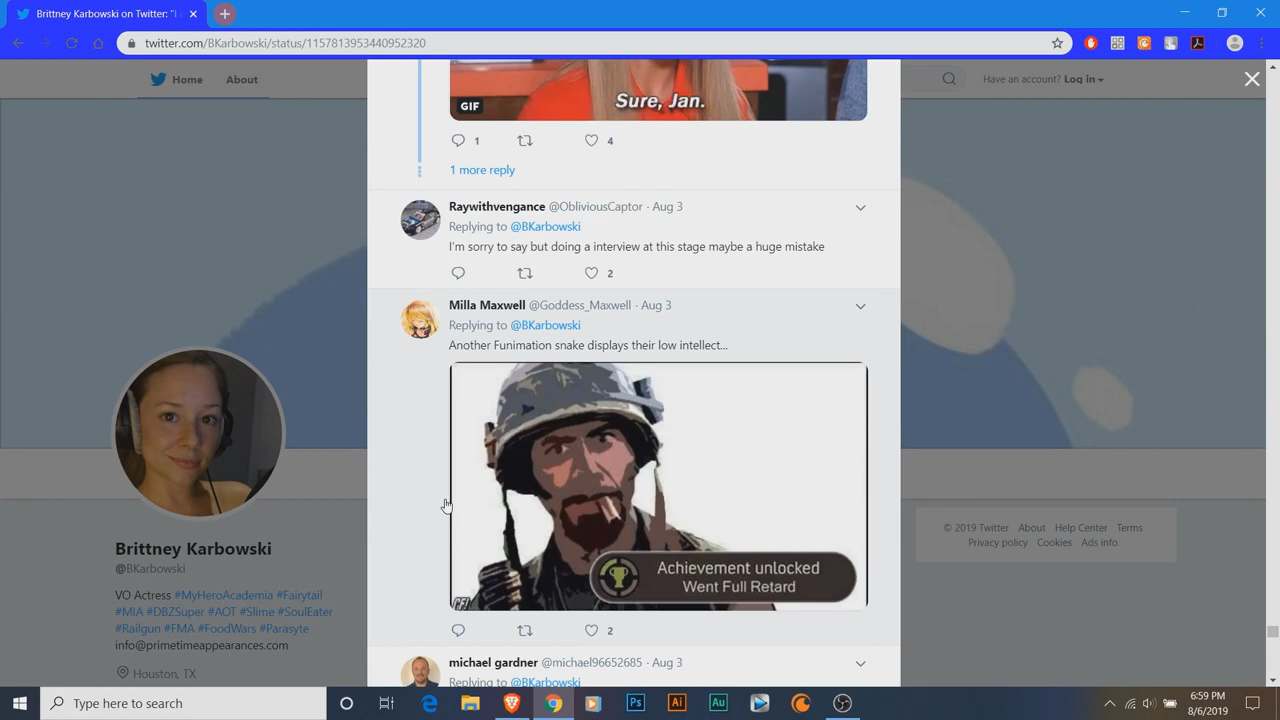 Brittney Karbowski on Twitter: "I
twitter.com/BKarbowski/status/1157813953440952320
Home
About
Have an account? Log in
Sure, Jan.
GIF
1
4
1 more reply
Raywithvengance @ObliviousCaptor · Aug 3
Replying to @BKarbowski
I'm sorry to say but doing a interview at this stage maybe a huge mistake
2
Milla Maxwell @Goddess_Maxwell · Aug 3
Replying to @BKarbowski
Another Funimation snake displays their low intellect...
Achievement unlocked
Went Full Retard
2
michael gardner @michael96652685 · Aug 3
Replying to @BKarbowski
Brittney Karbowski
@BKarbowski
VO Actress #MyHeroAcademia #Fairytail
#MIA #DBZSuper #AOT #Slime #SoulEater
#Railgun #FMA #FoodWars #Parasyte
info@primetimeappearances.com
Houston, TX
© 2019 Twitter About Help Center Terms
Privacy policy Cookies Ads info
Type here to search
Ps
Ai
Au
6:59 PM
8/6/2019